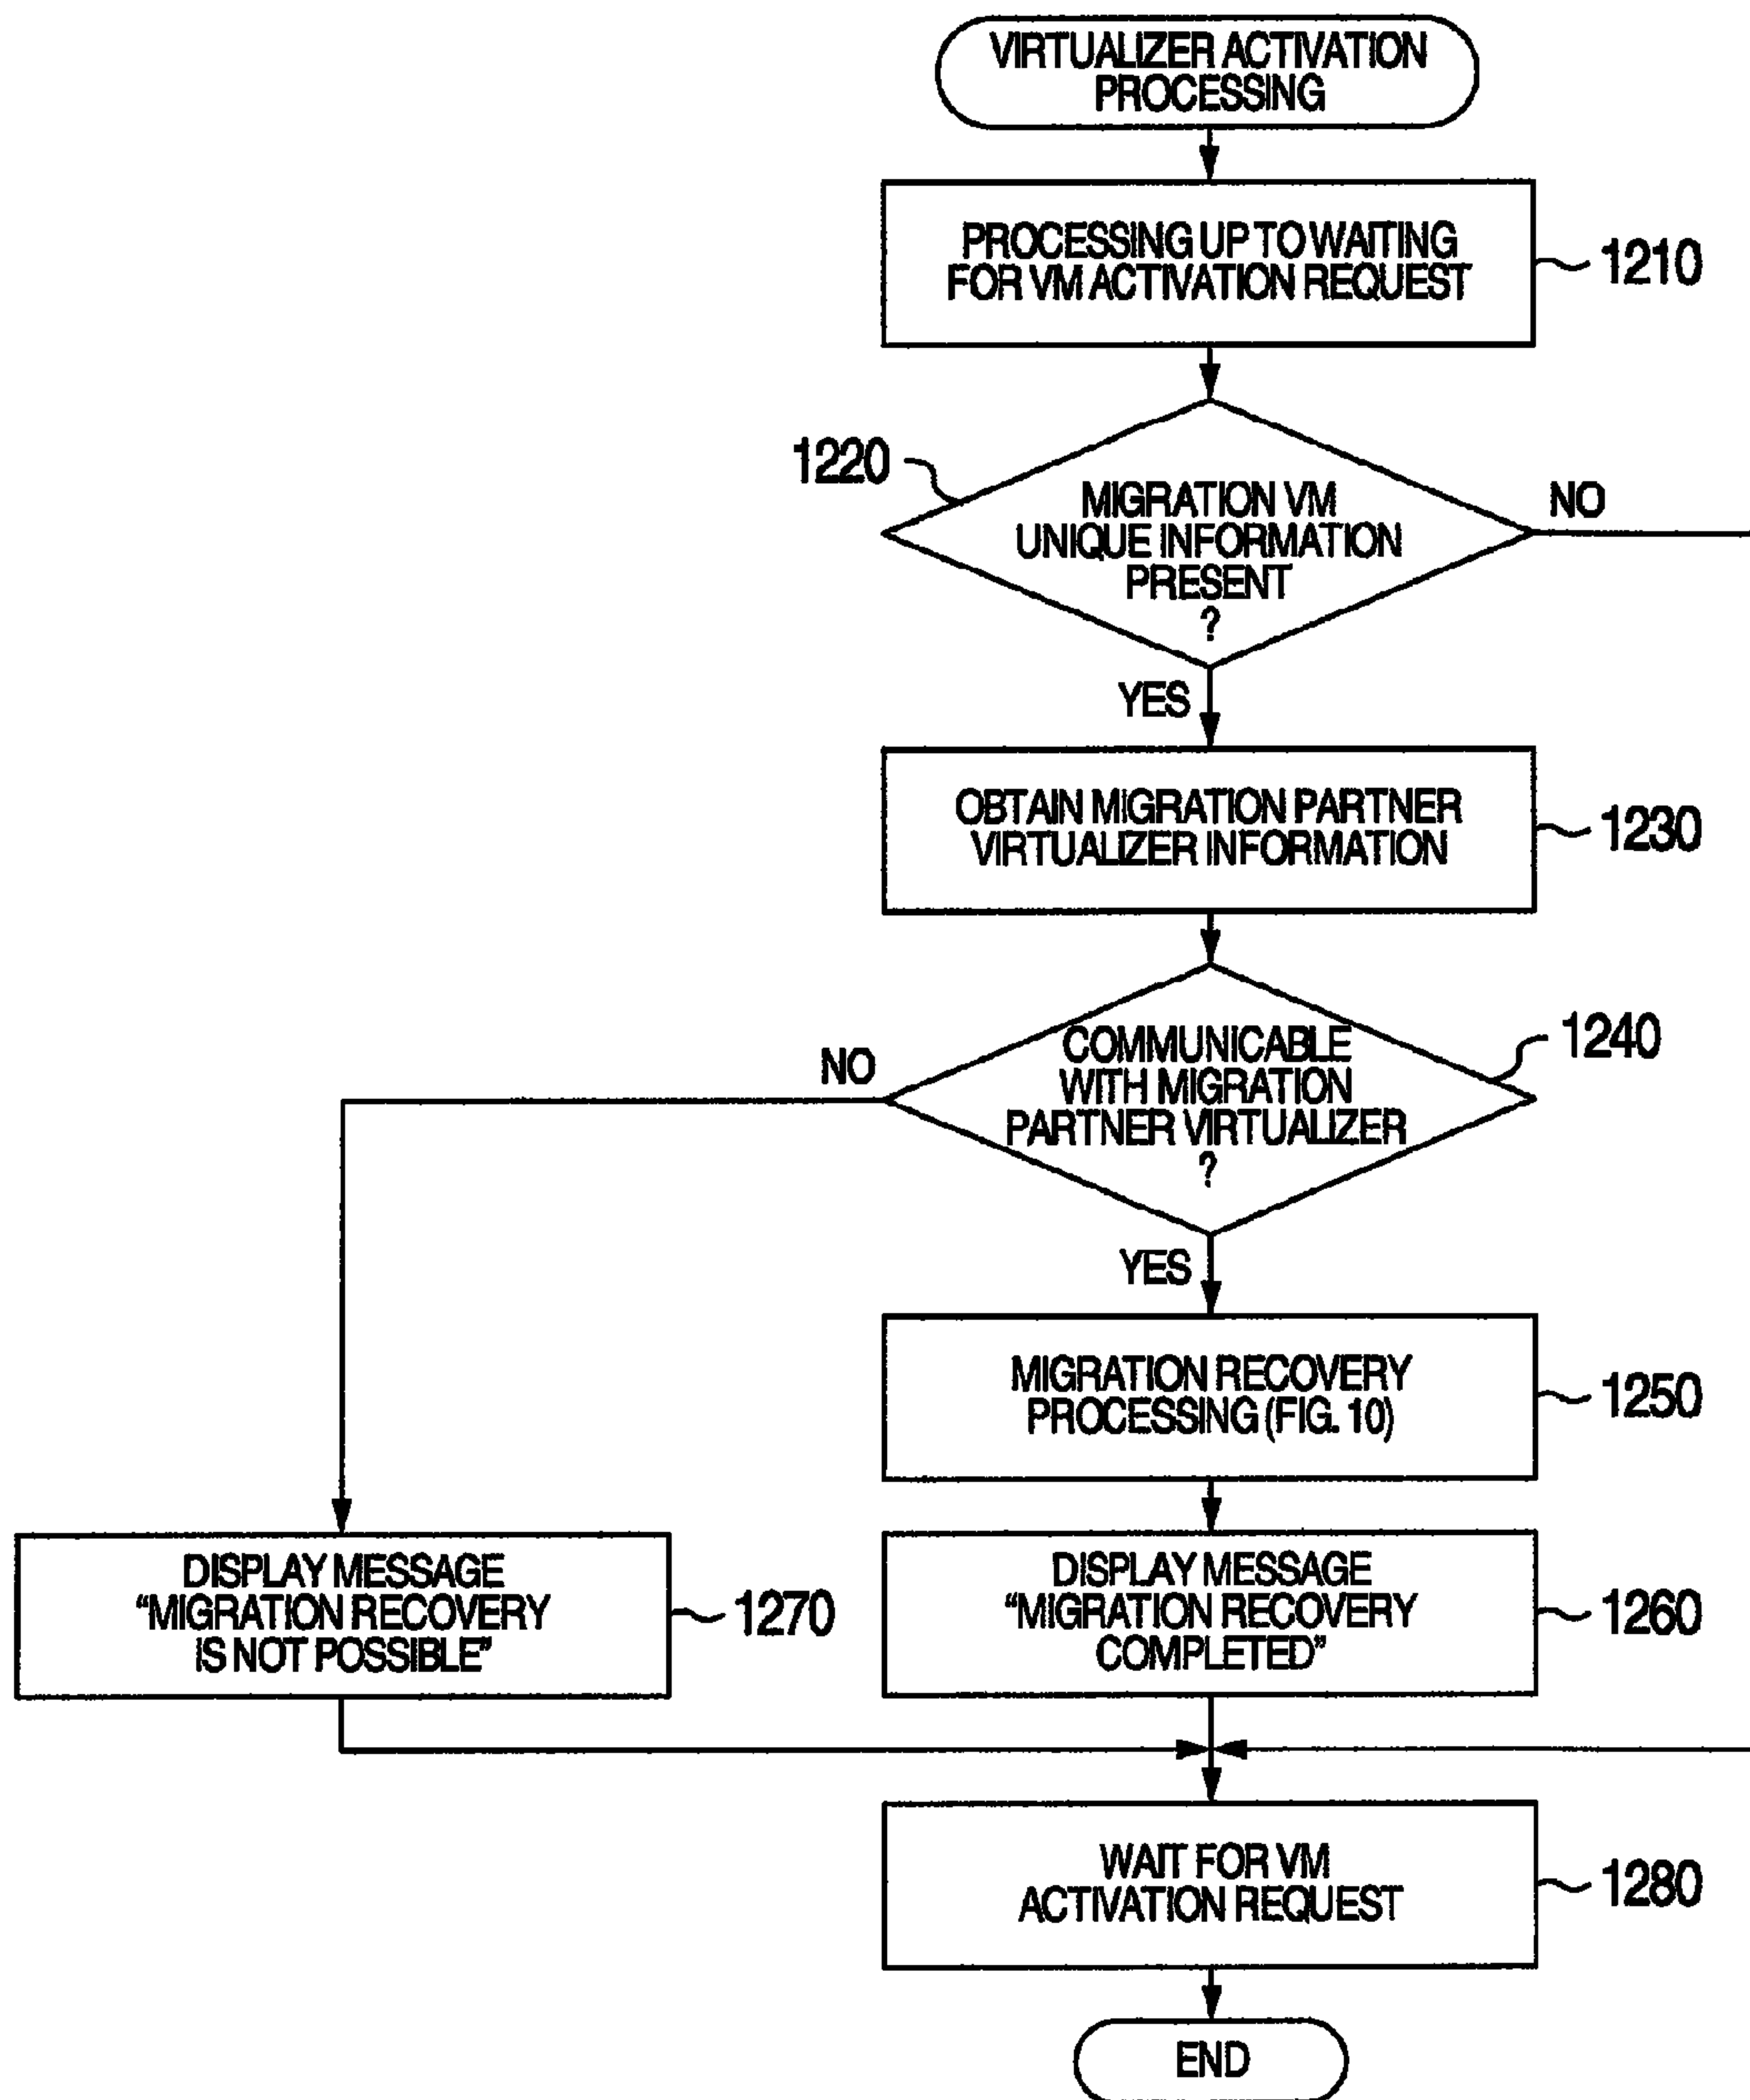 VIRTUALIZER ACTIVATION
PROCESSING
PROCESSING UP TO WAITING
FOR VM ACTIVATION REQUEST
1210
1220
MIGRATION VM
UNIQUE INFORMATION
PRESENT
?
NO
YES
OBTAIN MIGRATION PARTNER
VIRTUALIZER INFORMATION
1230
COMMUNICABLE
WITH MIGRATION
PARTNER VIRTUALIZER
?
1240
NO
YES
MIGRATION RECOVERY
PROCESSING (FIG. 10)
1250
DISPLAY MESSAGE
"MIGRATION RECOVERY
IS NOT POSSIBLE"
1270
DISPLAY MESSAGE
"MIGRATION RECOVERY
COMPLETED"
1260
WAIT FOR VM
ACTIVATION REQUEST
1280
END